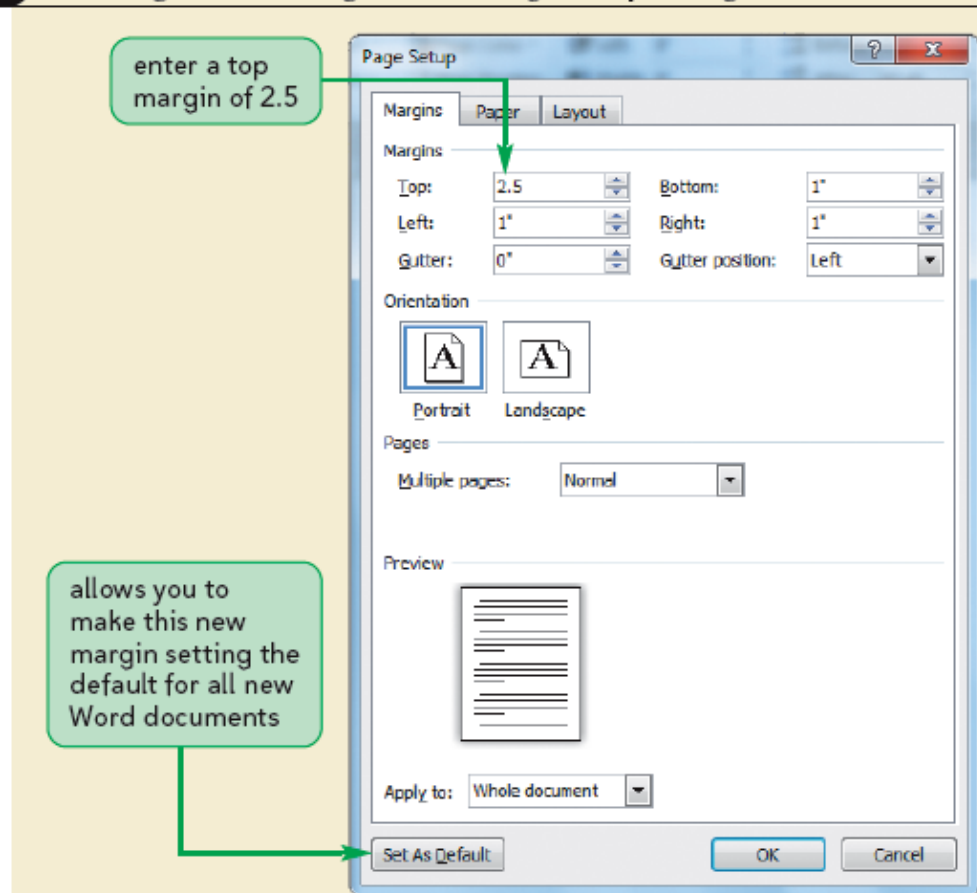 enter a top
margin of 2.5
Page Setup
Margins Paper Layout
Margins
Top: 2.5 Bottom: 1"
Left: 1" Right: 1"
Gutter: 0" Gutter position: Left
Orientation
A A
Portrait Landscape
Pages
Multiple pages: Normal
Preview
allows you to
make this new
margin setting the
default for all new
Word documents
Apply to: Whole document
Set As Default OK Cancel